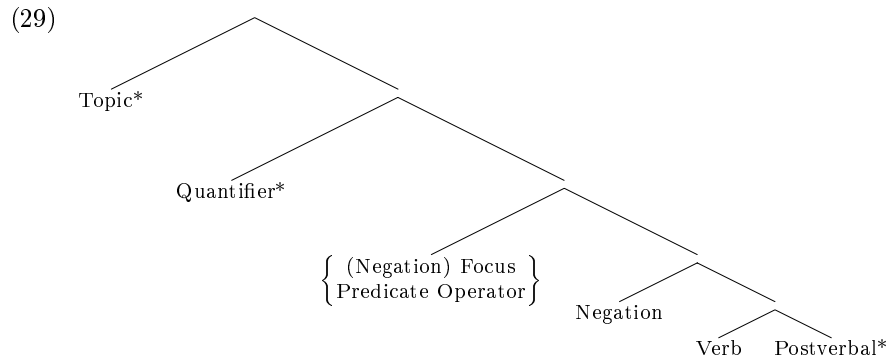 (29)
Topic*
Quantifier*
(Negation) Focus
Predicate Operator
Negation
Verb Postverbal*